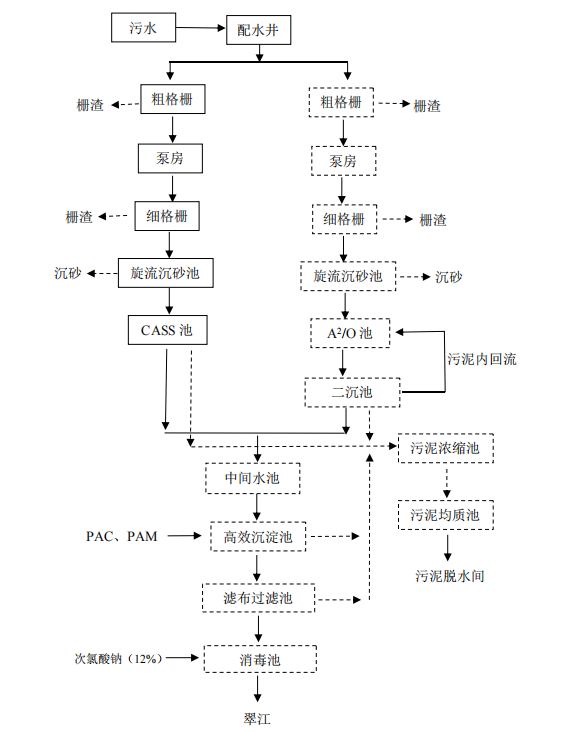 污水
配水井
粗格栅
栅渣
粗格栅
栅渣
泵房
泵房
细格栅
栅渣
细格栅
栅渣
旋流沉砂池
沉砂
旋流沉砂池
沉砂
CASS 池
A²/O 池
污泥内回流
二沉池
污泥浓缩池
中间水池
污泥均质池
PAC、PAM
高效沉淀池
污泥脱水间
滤布过滤池
次氯酸钠（12%）
消毒池
翠江